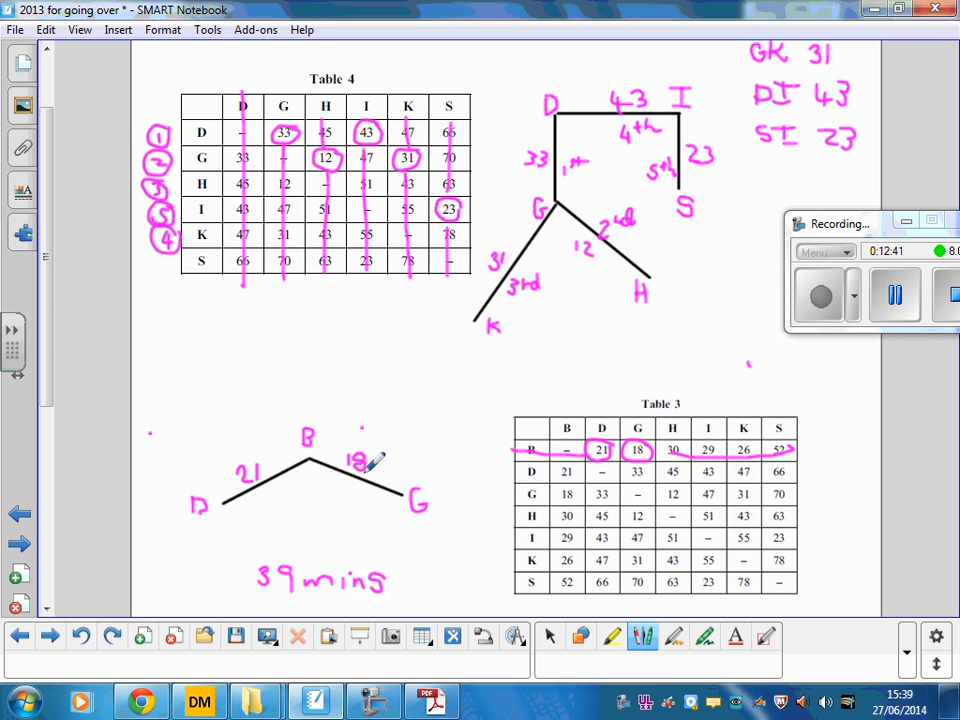 2013 for going over * - SMART Notebook
File Edit View Insert Format Tools Add-ons Help
GK 31
DI 43
SI 23
Table 4
D G H I K S
① D – 33 45 43 47 66
② G 33 – 12 47 31 70
③ H 45 12 – 51 43 63
⑤ I 43 47 51 – 55 23
④ K 47 31 43 55 – 78
S 66 70 63 23 78 –
D 43 I
4th
33 1st 5th 23
G S
2nd
12
31
3rd H
K
Recording...
Menu 0:12:41 8.0
Table 3
B D G H I K S
B – 21 18 30 29 26 52
D 21 – 33 45 43 47 66
G 18 33 – 12 47 31 70
H 30 45 12 – 51 43 63
I 29 43 47 51 – 55 23
K 26 47 31 43 55 – 78
S 52 66 70 63 23 78 –
B
21 18
D G
39 mins
DM
PDF
15:39
27/06/2014